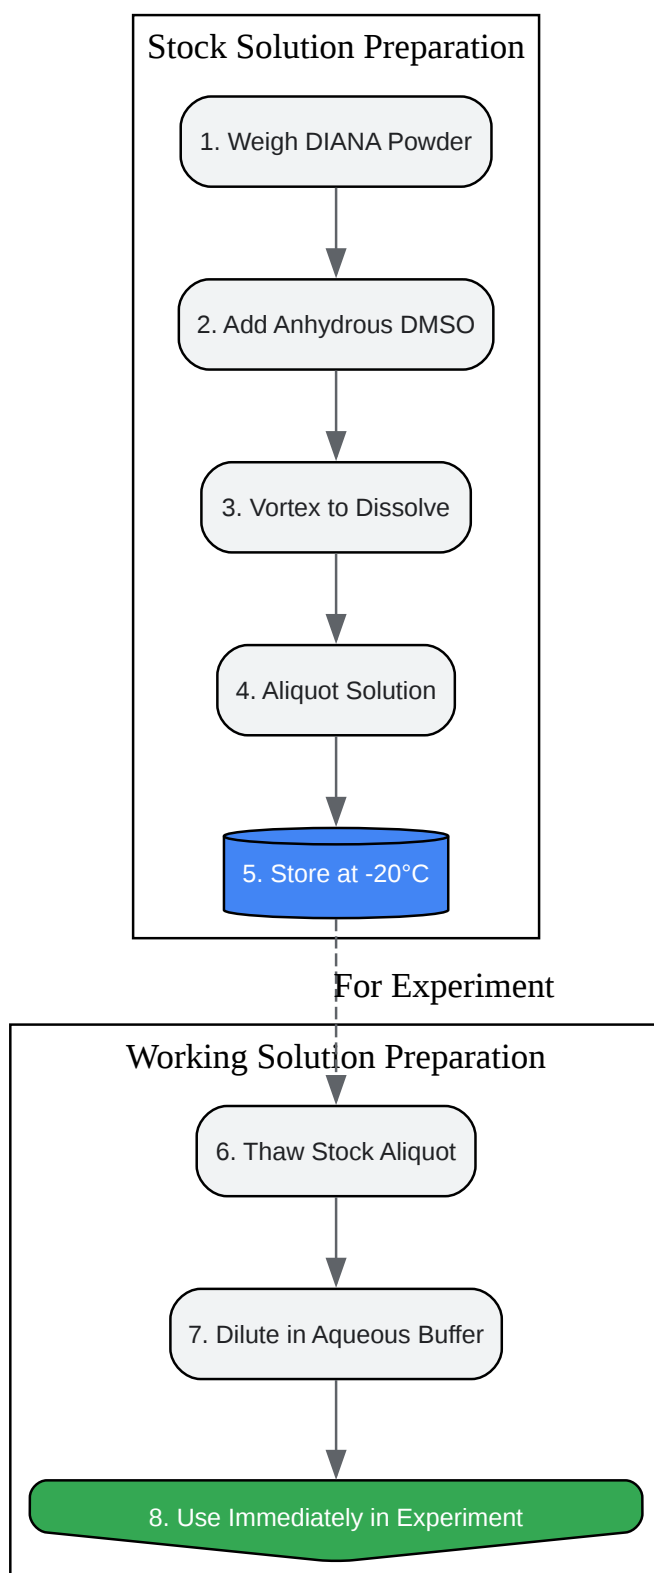 Stock Solution Preparation
1. Weigh DIANA Powder
2. Add Anhydrous DMSO
3. Vortex to Dissolve
4. Aliquot Solution
5. Store at -20°C
For Experiment
Working Solution Preparation
6. Thaw Stock Aliquot
7. Dilute in Aqueous Buffer
8. Use Immediately in Experiment